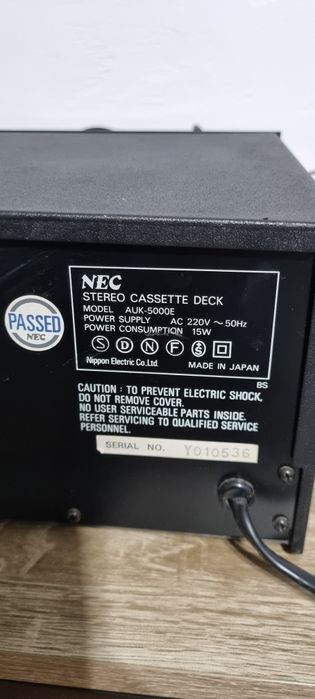 NEC
STEREO CASSETTE DECK
MODEL AUK-5000E
POWER SUPPLY AC 220V ~ 50Hz
POWER CONSUMPTION 15W
S D N F
Nippon Electric Co. Ltd. MADE IN JAPAN
BS
PASSED
NEC
CAUTION : TO PREVENT ELECTRIC SHOCK,
DO NOT REMOVE COVER.
NO USER SERVICEABLE PARTS INSIDE.
REFER SERVICING TO QUALIFIED SERVICE
PERSONNEL.
SERIAL NO. Y010536